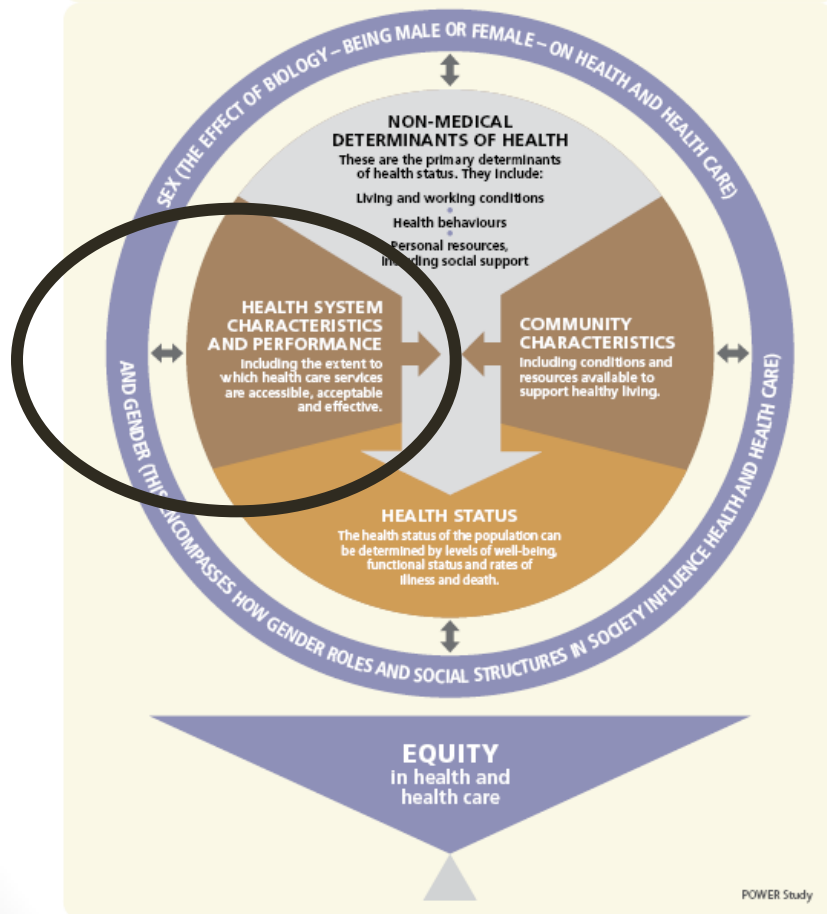 SEX (THE EFFECT OF BIOLOGY – BEING MALE OR FEMALE – ON HEALTH AND HEALTH CARE)
AND GENDER (THIS ENCOMPASSES HOW GENDER ROLES AND SOCIAL STRUCTURES IN SOCIETY INFLUENCE HEALTH AND HEALTH CARE)
NON-MEDICAL
DETERMINANTS OF HEALTH
These are the primary determinants
of health status. They include:
Living and working conditions
Health behaviours
Personal resources,
including social support
HEALTH SYSTEM
CHARACTERISTICS
AND PERFORMANCE
Including the extent to
which health care services
are accessible, acceptable
and effective.
COMMUNITY
CHARACTERISTICS
Including conditions and
resources available to
support healthy living.
HEALTH STATUS
The health status of the population can
be determined by levels of well-being,
functional status and rates of
illness and death.
EQUITY
in health and
health care
POWER Study